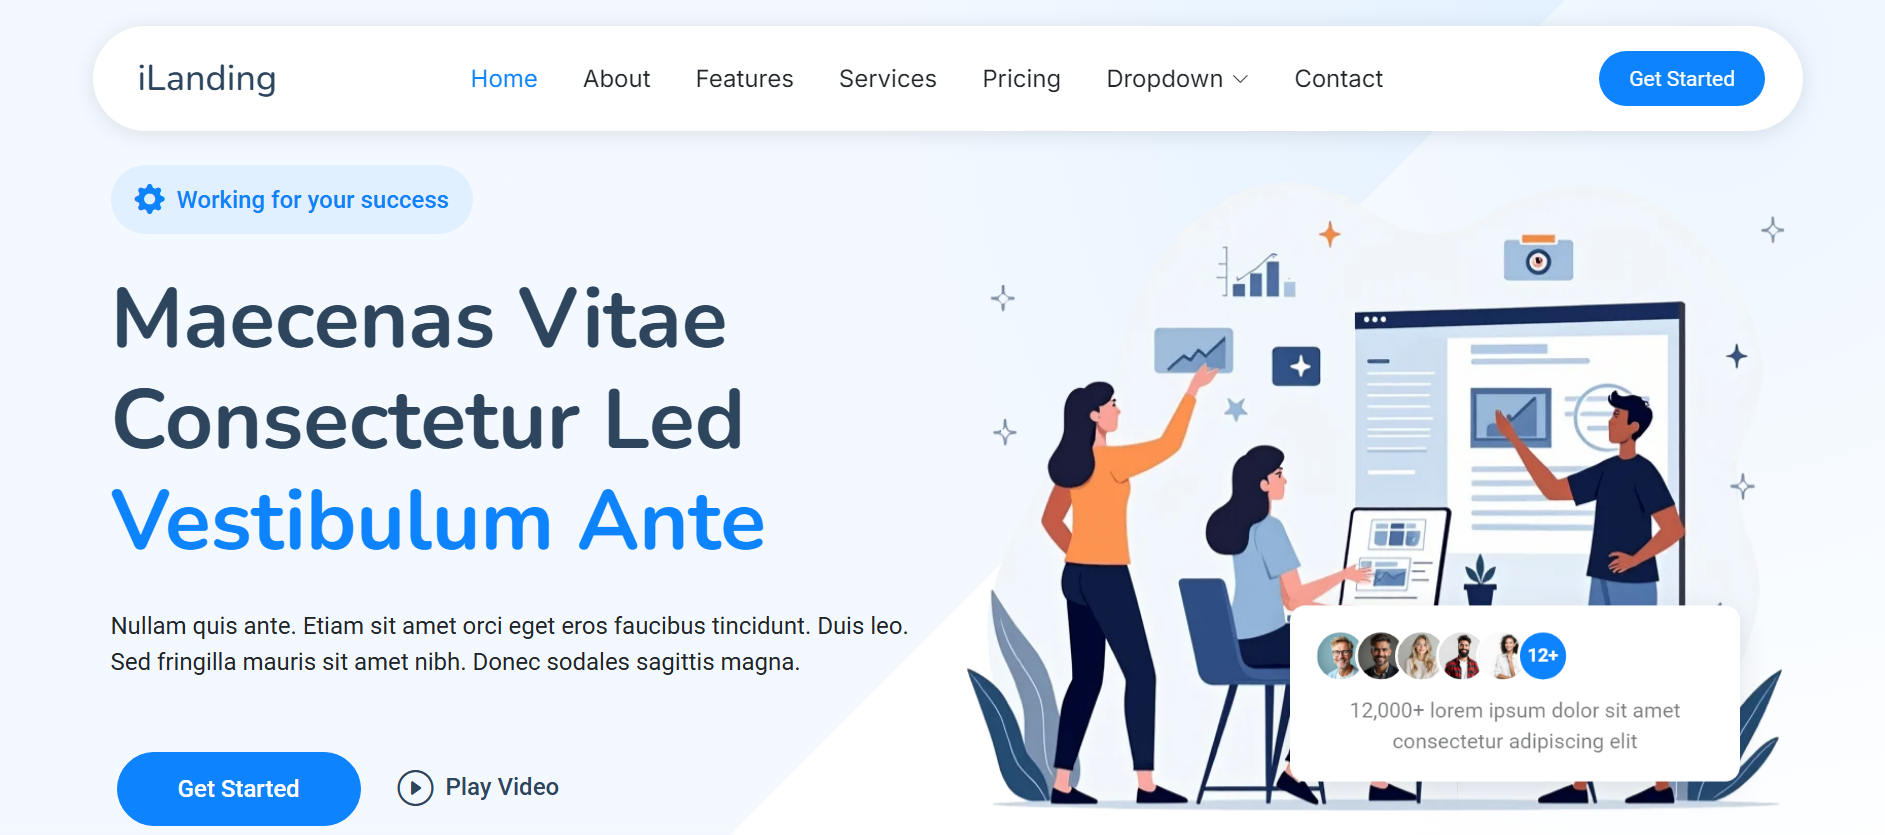 iLanding
Home
About
Features
Services
Pricing
Dropdown
Contact
Get Started
Working for your success
Maecenas Vitae
Consectetur Led
Vestibulum Ante
Nullam quis ante. Etiam sit amet orci eget eros faucibus tincidunt. Duis leo.
Sed fringilla mauris sit amet nibh. Donec sodales sagittis magna.
Get Started
Play Video
12+
12,000+ lorem ipsum dolor sit amet
consectetur adipiscing elit